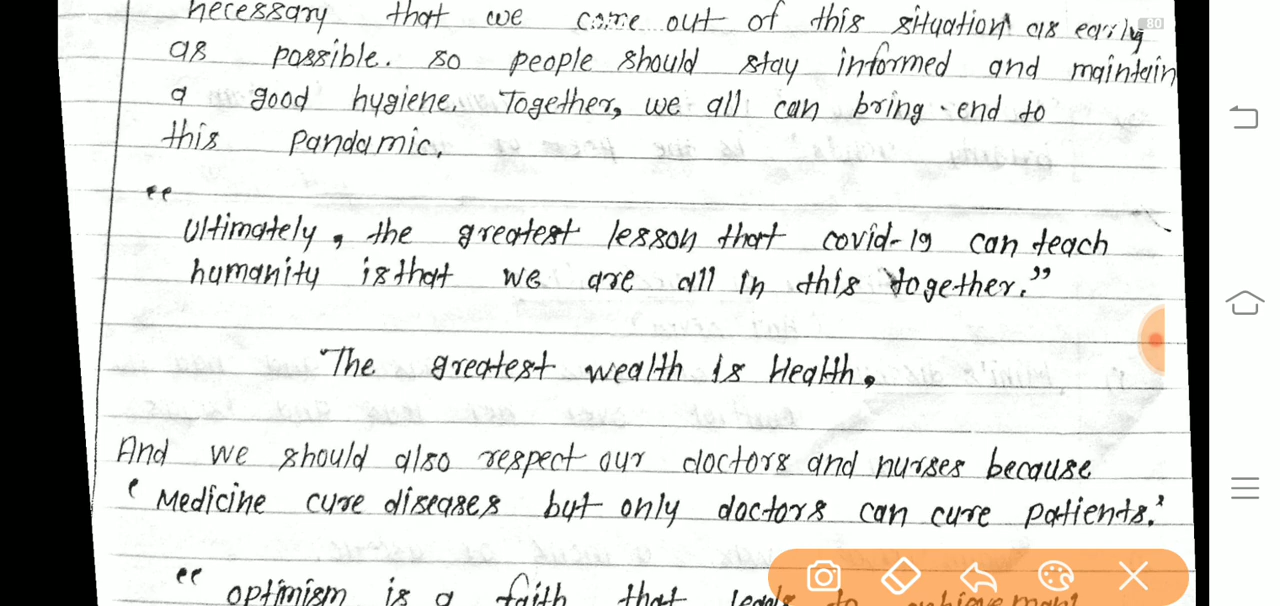 necessary that we come out of this situation as early
80
as possible. so people should stay informed and maintain
a good hygiene. Together, we all can bring end to
this Pandamic.
"
Ultimately, the greatest lesson that covid-19 can teach
humanity is that we are all in this together."
"The greatest wealth is Health.
And we should also respect our doctors and nurses because
'Medicine cure diseases but only doctors can cure patients.'
" optimism is a faith that leads to